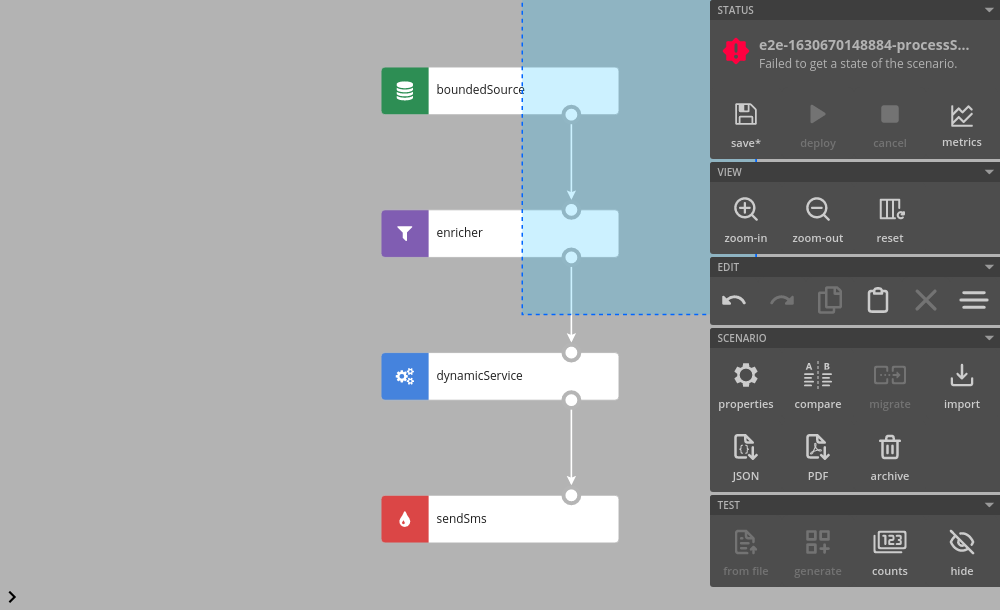 boundedSource
enricher
dynamicService
sendSms
STATUS
e2e-1630670148884-processS...
Failed to get a state of the scenario.
save* deploy cancel metrics
VIEW
zoom-in zoom-out reset
EDIT
SCENARIO
A B
properties compare migrate import
{}
JSON PDF archive
TEST
123
from file generate counts hide